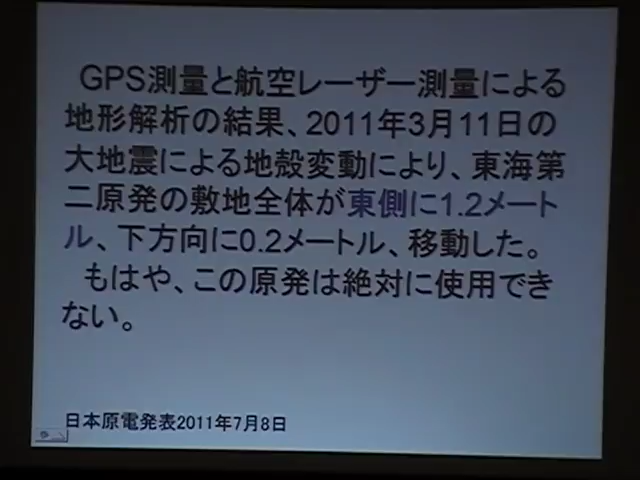 GPS測量と航空レーザー測量による
地形解析の結果、2011年3月11日の
大地震による地殻変動により、東海第
二原発の敷地全体が東側に1.2メート
ル、下方向に0.2メートル、移動した。
もはや、この原発は絶対に使用でき
ない。
日本原電発表2011年7月8日